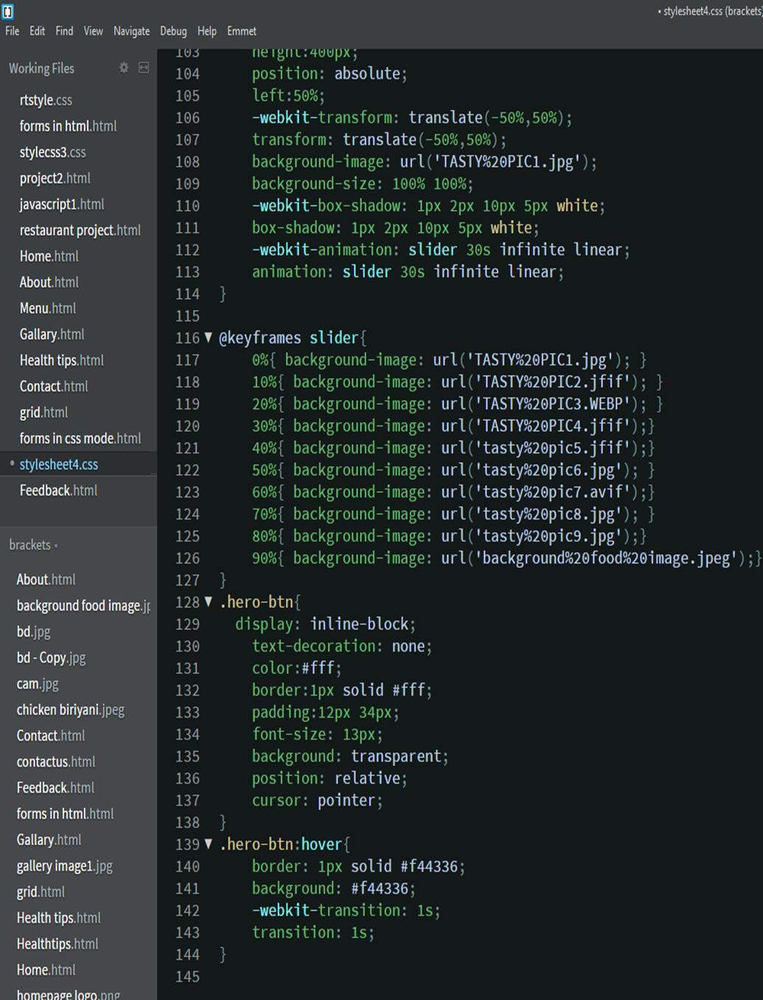 • stylesheet4.css (brackets)
File Edit Find View Navigate Debug Help Emmet
Working Files
rtstyle.css
forms in html.html
stylecss3.css
project2.html
javascript1.html
restaurant project.html
Home.html
About.html
Menu.html
Gallary.html
Health tips.html
Contact.html
grid.html
forms in css mode.html
• stylesheet4.css
Feedback.html
brackets
About.html
background food image.jp
bd.jpg
bd - Copy.jpg
cam.jpg
chicken biriyani.jpeg
Contact.html
contactus.html
Feedback.html
forms in html.html
Gallary.html
gallery image1.jpg
grid.html
Health tips.html
Healthtips.html
Home.html
homepage logo.png
103 height:400px;
104 position: absolute;
105 left:50%;
106 -webkit-transform: translate(-50%,50%);
107 transform: translate(-50%,50%);
108 background-image: url('TASTY%20PIC1.jpg');
109 background-size: 100% 100%;
110 -webkit-box-shadow: 1px 2px 10px 5px white;
111 box-shadow: 1px 2px 10px 5px white;
112 -webkit-animation: slider 30s infinite linear;
113 animation: slider 30s infinite linear;
114 }
115
116 ▼ @keyframes slider{
117 0%{ background-image: url('TASTY%20PIC1.jpg'); }
118 10%{ background-image: url('TASTY%20PIC2.jfif'); }
119 20%{ background-image: url('TASTY%20PIC3.WEBP'); }
120 30%{ background-image: url('TASTY%20PIC4.jfif');}
121 40%{ background-image: url('tasty%20pic5.jfif');}
122 50%{ background-image: url('tasty%20pic6.jpg'); }
123 60%{ background-image: url('tasty%20pic7.avif');}
124 70%{ background-image: url('tasty%20pic8.jpg'); }
125 80%{ background-image: url('tasty%20pic9.jpg');}
126 90%{ background-image: url('background%20food%20image.jpeg');}
127 }
128 ▼ .hero-btn{
129 display: inline-block;
130 text-decoration: none;
131 color:#fff;
132 border:1px solid #fff;
133 padding:12px 34px;
134 font-size: 13px;
135 background: transparent;
136 position: relative;
137 cursor: pointer;
138 }
139 ▼ .hero-btn:hover{
140 border: 1px solid #f44336;
141 background: #f44336;
142 -webkit-transition: 1s;
143 transition: 1s;
144 }
145